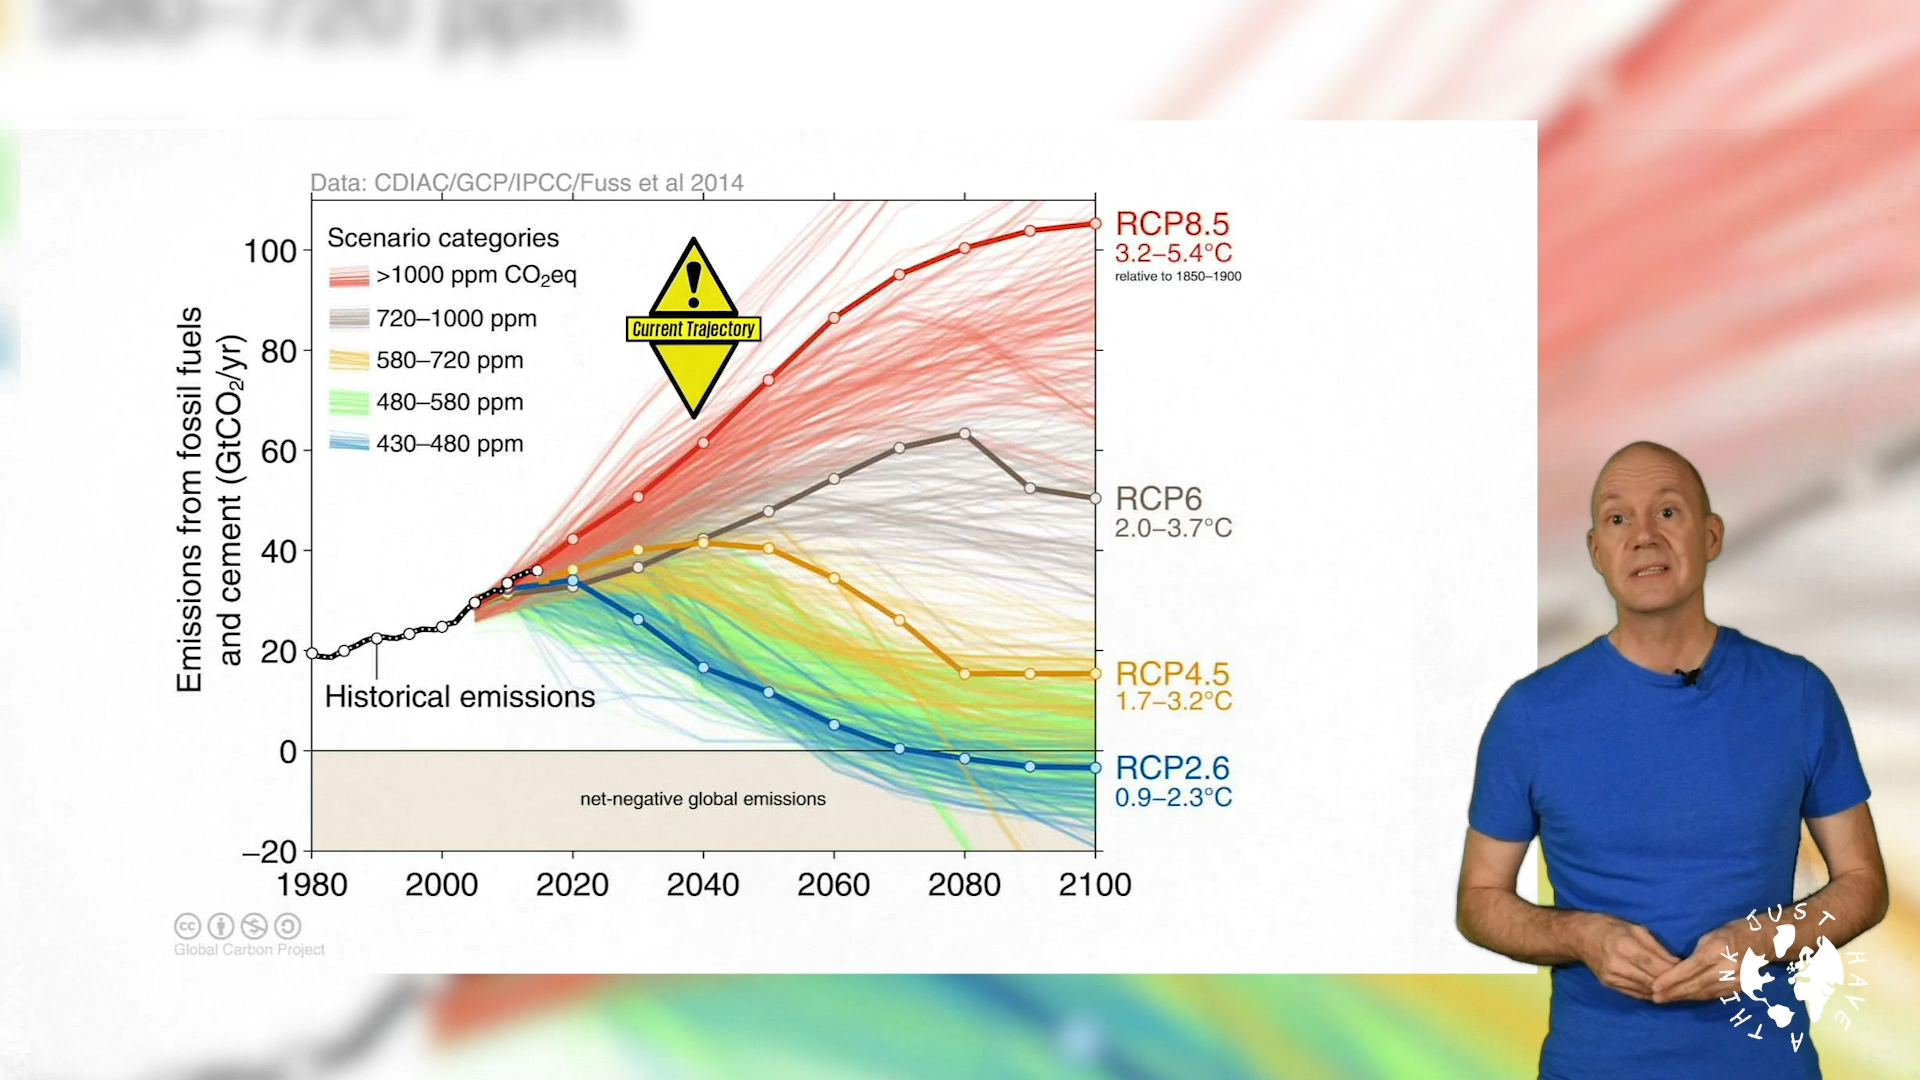 580–720 ppm
Data: CDIAC/GCP/IPCC/Fuss et al 2014
Scenario categories
>1000 ppm CO₂eq
720–1000 ppm
580–720 ppm
480–580 ppm
430–480 ppm
!
Current Trajectory
Emissions from fossil fuels
and cement (GtCO₂/yr)
100
80
60
40
20
0
–20
Historical emissions
net-negative global emissions
1980 2000 2020 2040 2060 2080 2100
RCP8.5
3.2–5.4°C
relative to 1850–1900
RCP6
2.0–3.7°C
RCP4.5
1.7–3.2°C
RCP2.6
0.9–2.3°C
cc
Global Carbon Project
JUST HAVE A THINK